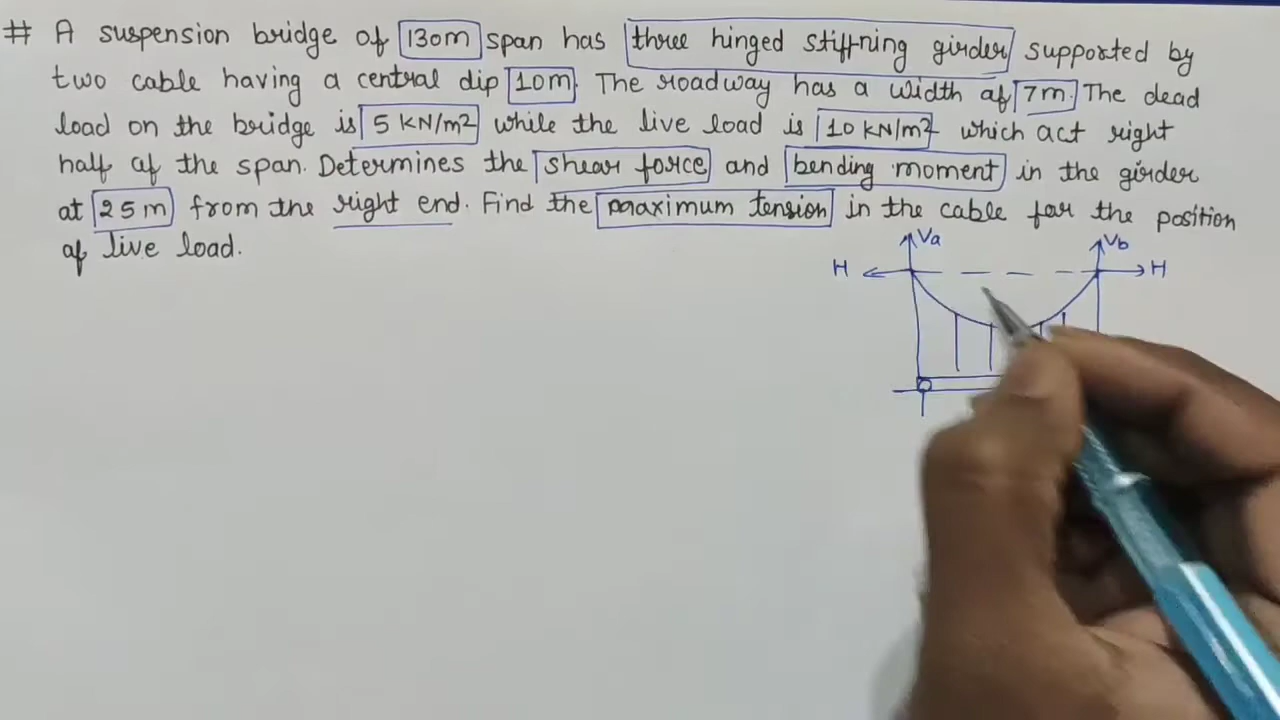 # A suspension bridge of 130m span has three hinged stiffning girder supported by
two cable having a central dip 10m. The roadway has a width of 7m. The dead
load on the bridge is 5 KN/m² while the live load is 10 KN/m² which act right
half of the span. Determines the shear force and bending moment in the girder
at 25m from the right end. Find the maximum tension in the cable for the position
of live load.
Va Vb
H H